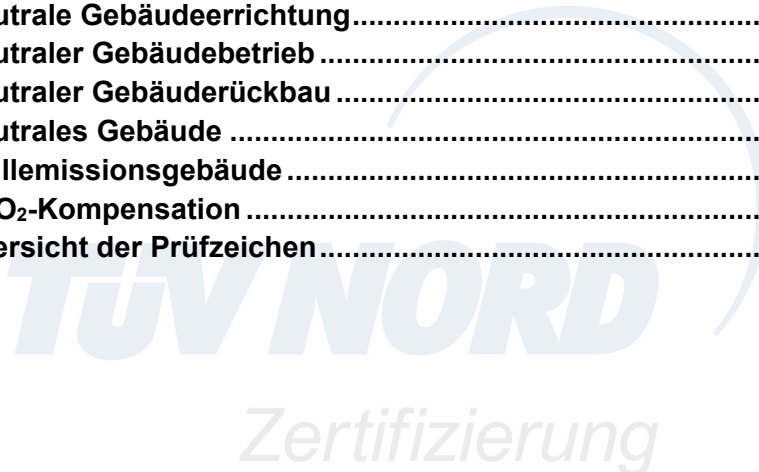 utrale Gebäudeerrichtung................................................
utraler Gebäudebetrieb....................................................
utraler Gebäuderückbau..................................................
utrales Gebäude...............................................................
llemissionsgebäude........................................................
O₂-Kompensation.............................................................
ersicht der Prüfzeichen....................................................
TÜV NORD
Zertifizierung